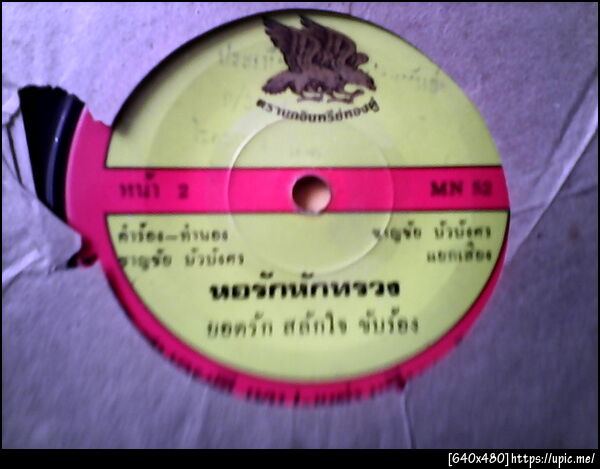 ตรานกอินทรีย์ทองคู่
หน้า 2
MN 52
คำร้อง-ทำนอง
ชาญชัย บัวบังศร
ชาญชัย บัวบังศร
แยกเสียง
หอรักหักทรวง
ยอดรัก สลักใจ ขับร้อง
[640x480]https://upic.me/